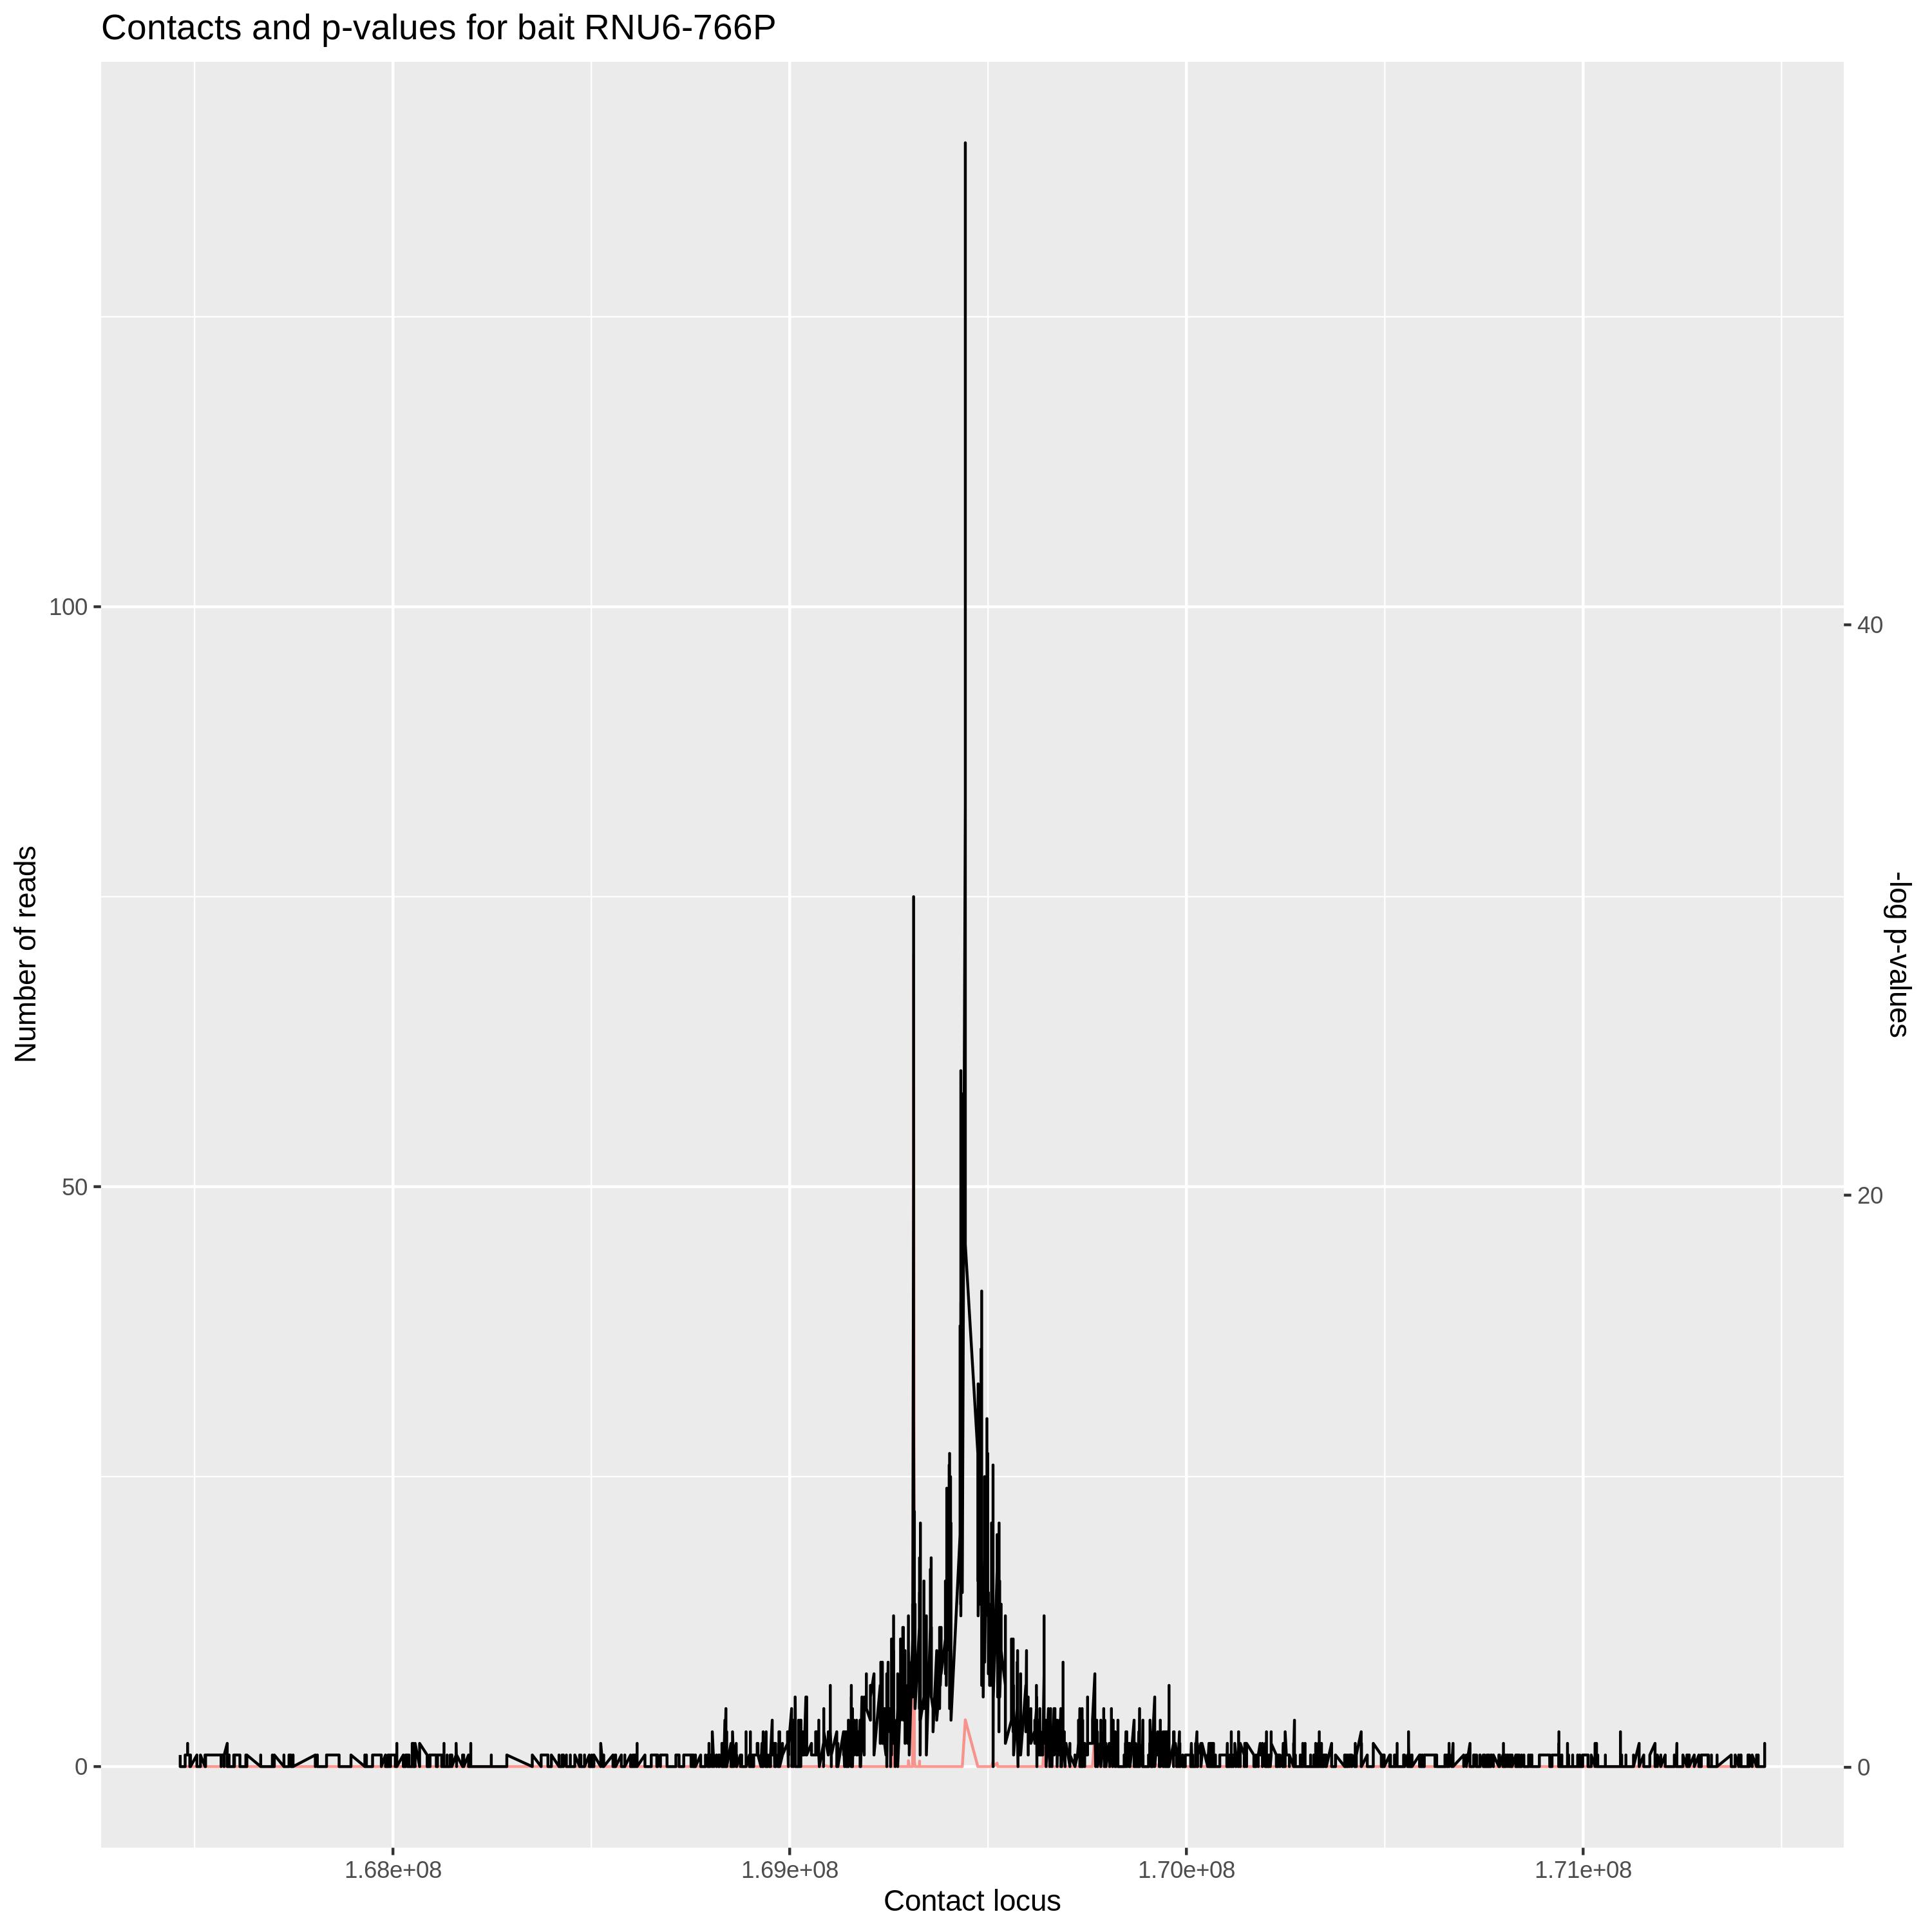 Contacts and p-values for bait RNU6-766P
100
50
0
Number of reads
40
20
0
-log p-values
1.68e+08 1.69e+08 1.70e+08 1.71e+08
Contact locus